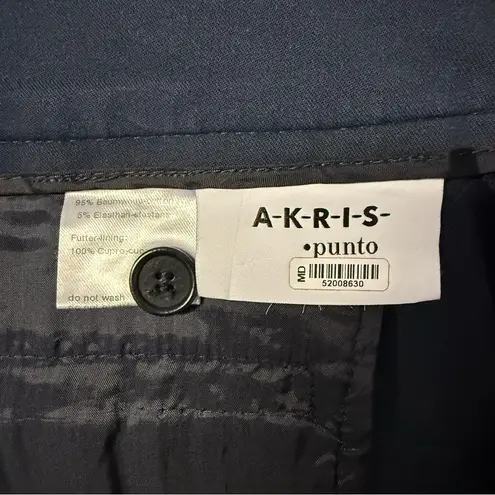 95% Baumwolle-cotton
5% Elasthan-elastane
Futter-lining:
100% Cupro-cupro
do not wash
A-K-R-I-S-
•punto
MD
52008630